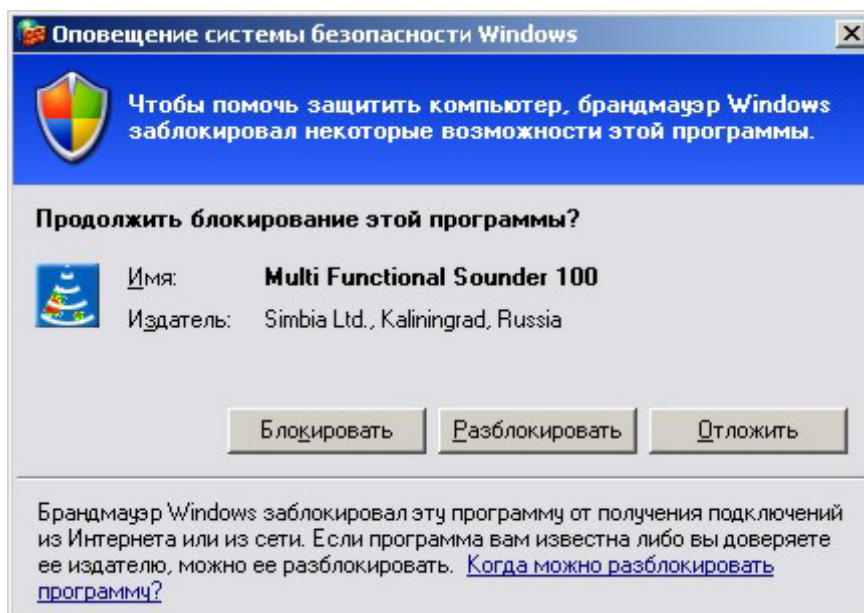 Оповещение системы безопасности Windows
Чтобы помочь защитить компьютер, брандмауэр Windows
заблокировал некоторые возможности этой программы.
Продолжить блокирование этой программы?
Имя: Multi Functional Sounder 100
Издатель: Simbia Ltd., Kaliningrad, Russia
Блокировать Разблокировать Отложить
Брандмауэр Windows заблокировал эту программу от получения подключений
из Интернета или из сети. Если программа вам известна либо вы доверяете
ее издателю, можно ее разблокировать. Когда можно разблокировать
программу?